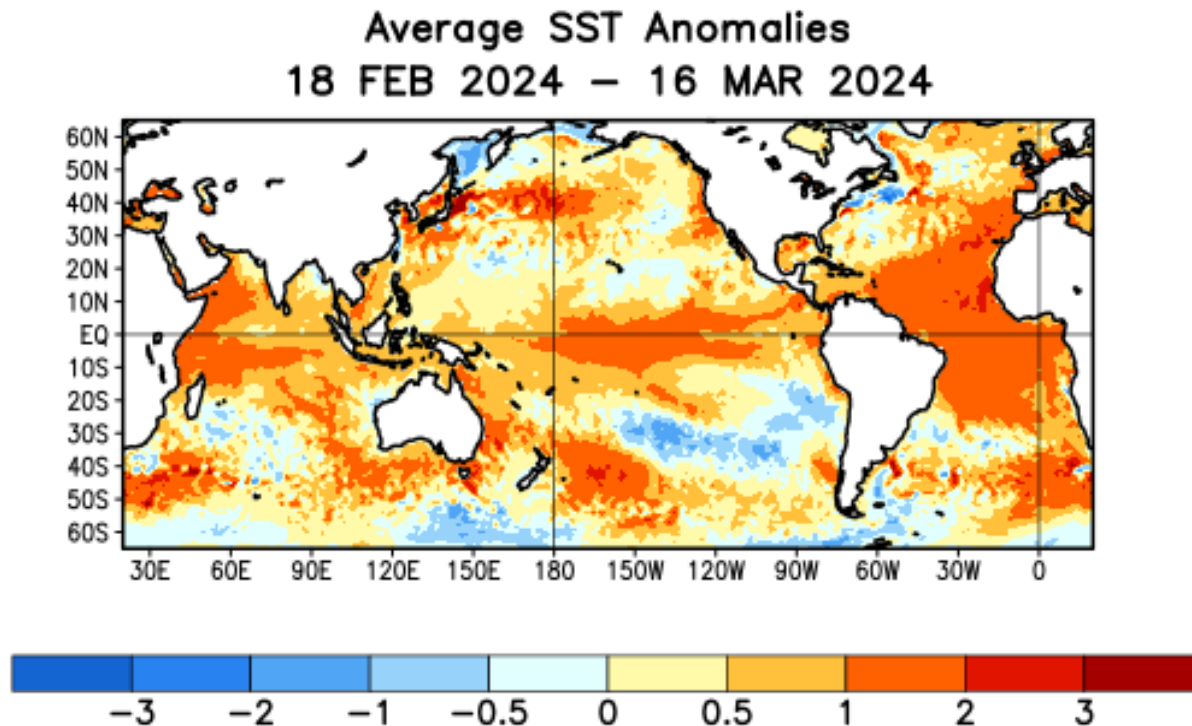 Average SST Anomalies
18 FEB 2024 – 16 MAR 2024
60N
50N
40N
30N
20N
10N
EQ
10S
20S
30S
40S
50S
60S
30E 60E 90E 120E 150E 180 150W 120W 90W 60W 30W 0
-3 -2 -1 -0.5 0 0.5 1 2 3